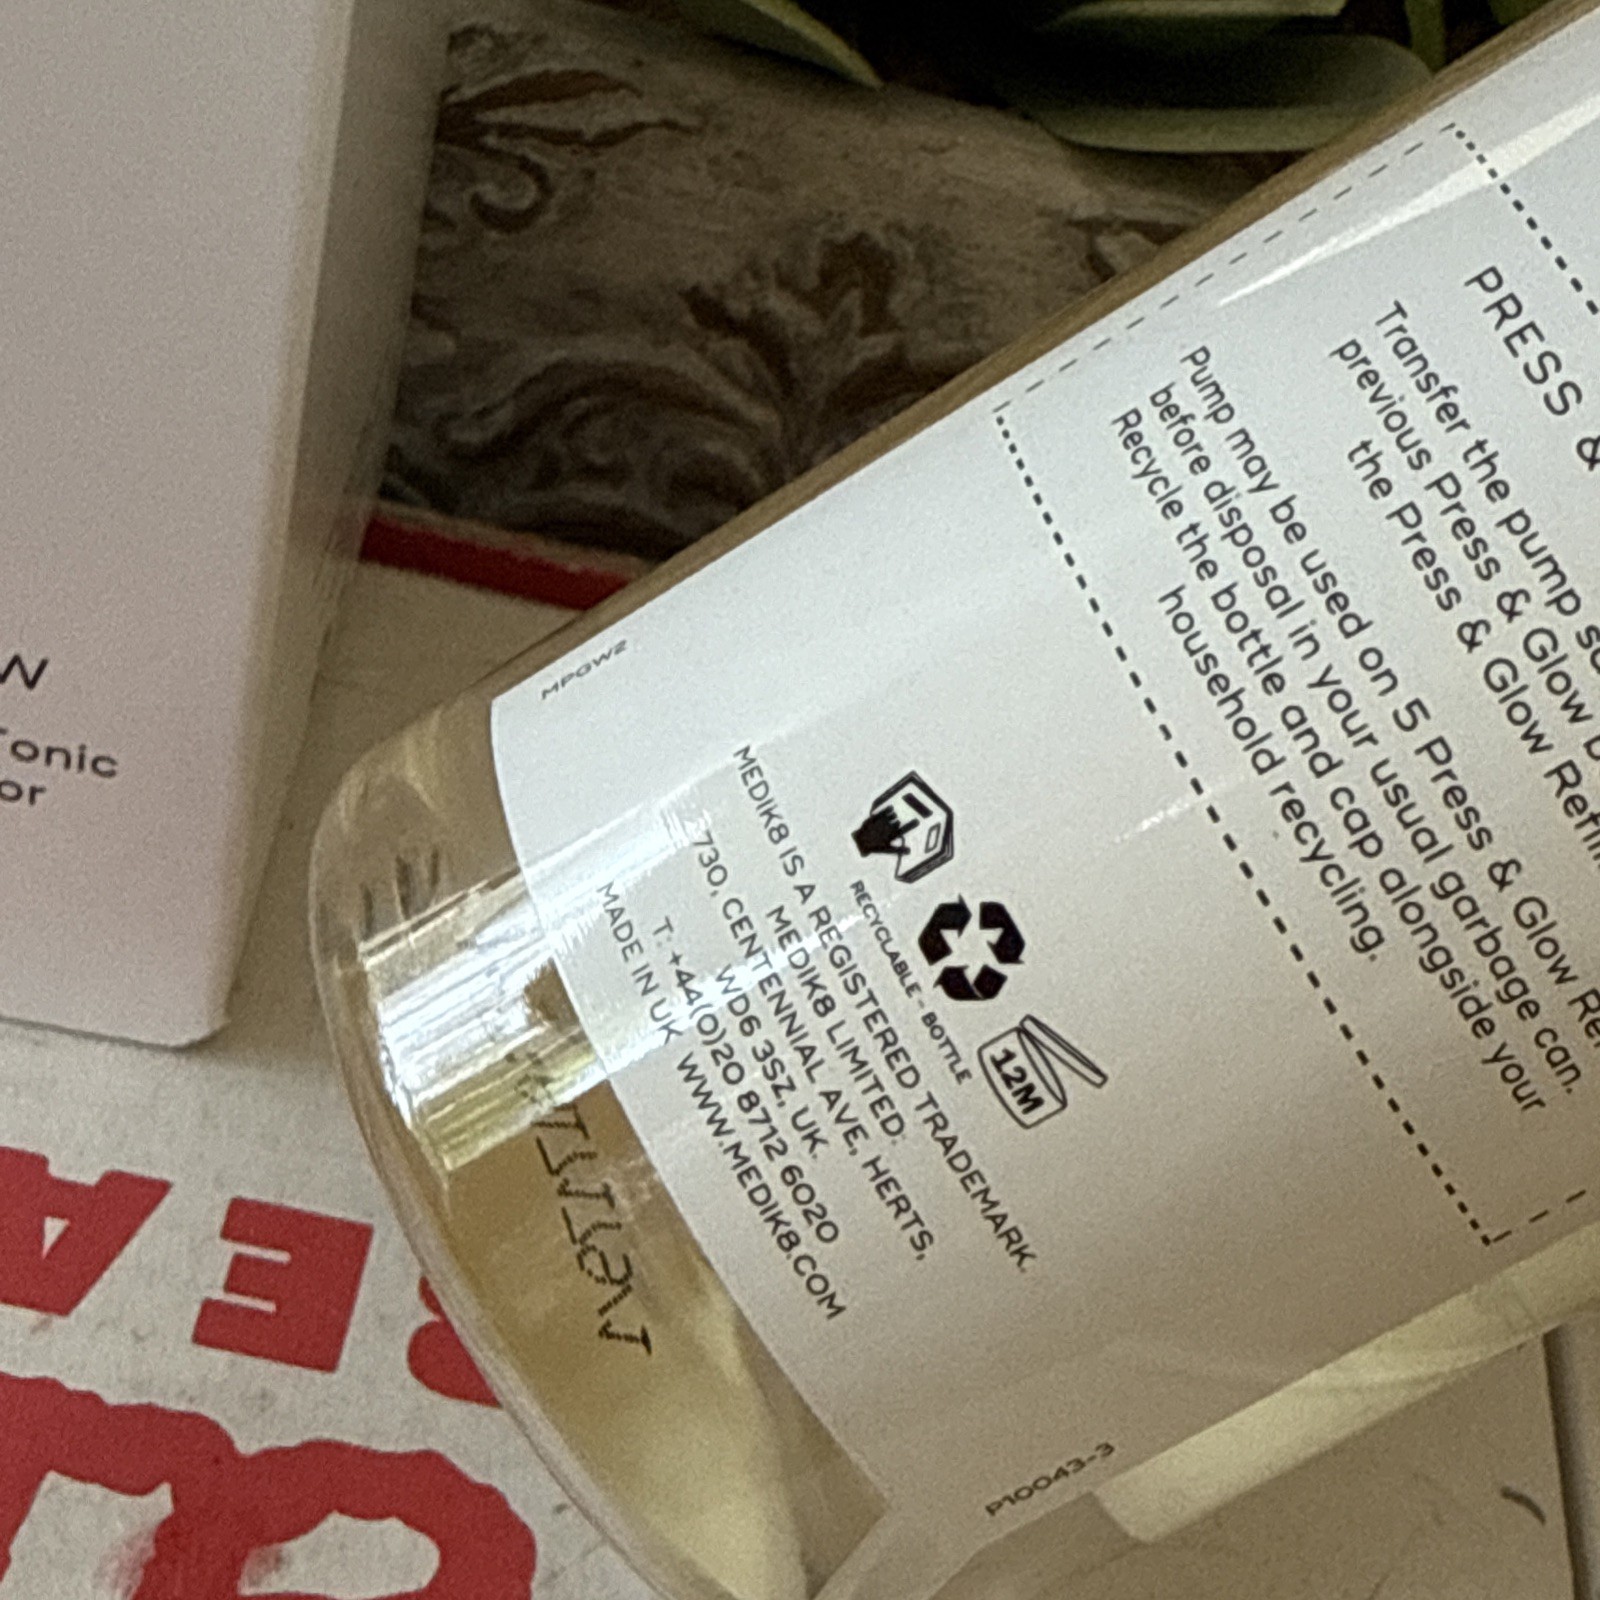 W
Tonic
or
PRESS &
Transfer the pump
previous Press & Glow
the Press & Glow Refill
Pump may be used on 5 Press & Glow
before disposal in your usual garbage can.
Recycle the bottle and cap alongside your
household recycling.
RECYCLABLE - BOTTLE
12M
MEDIK8 IS A REGISTERED TRADEMARK.
MEDIK8 LIMITED:
730, CENTENNIAL AVE, HERTS,
WD6 3SZ, UK.
T: +44(0)20 8712 6020
MADE IN UK WWW.MEDIK8.COM
MPGW2
P10043-3